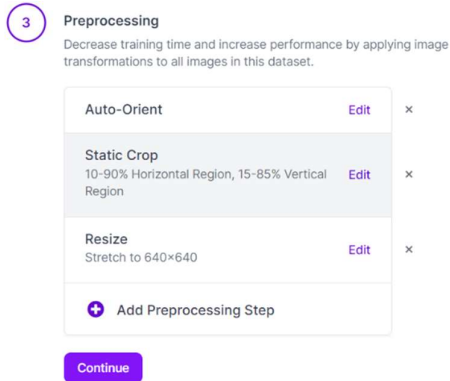 3
Preprocessing
Decrease training time and increase performance by applying image
transformations to all images in this dataset.
Auto-Orient
Edit
×
Static Crop
10-90% Horizontal Region, 15-85% Vertical
Region
Edit
×
Resize
Stretch to 640×640
Edit
×
Add Preprocessing Step
Continue